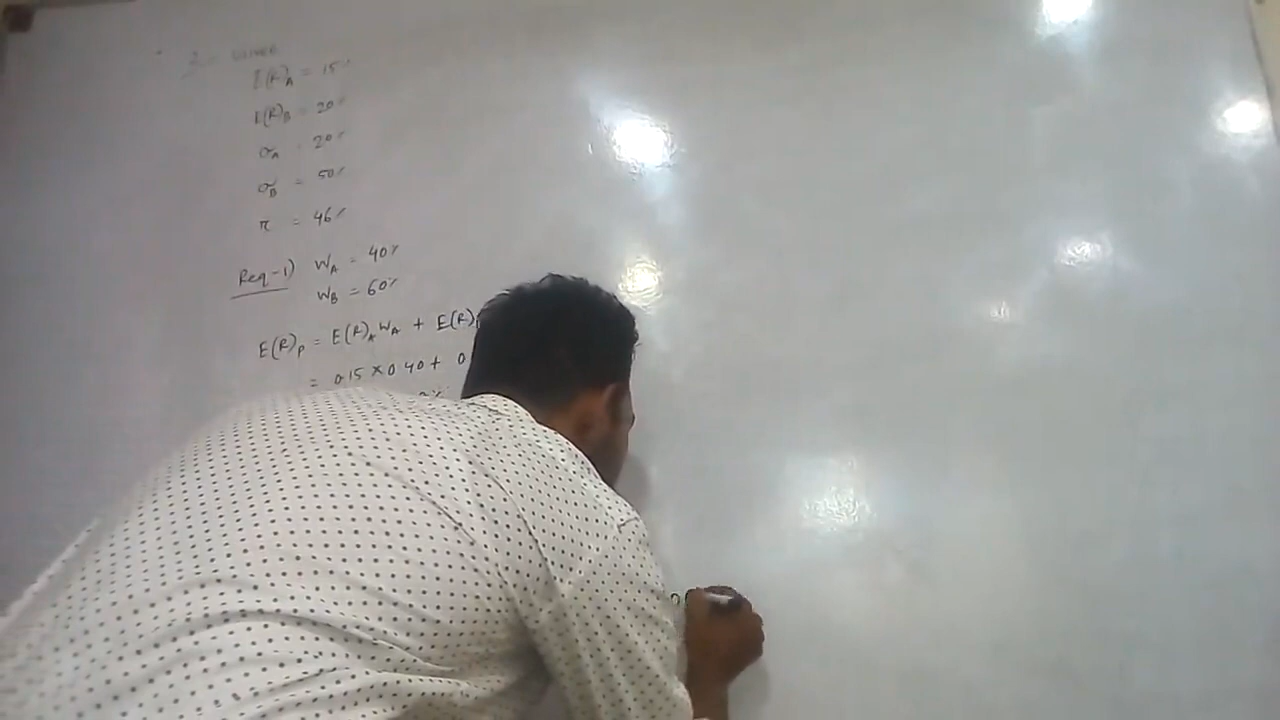 2. Given
E(R)A = 15%
E(R)B = 20%
σA = 20%
σB = 50%
r = 46%
Req-1) WA = 40%
WB = 60%
E(R)P = E(R)A WA + E(R)
= 0.15 × 0.40 + 0
%